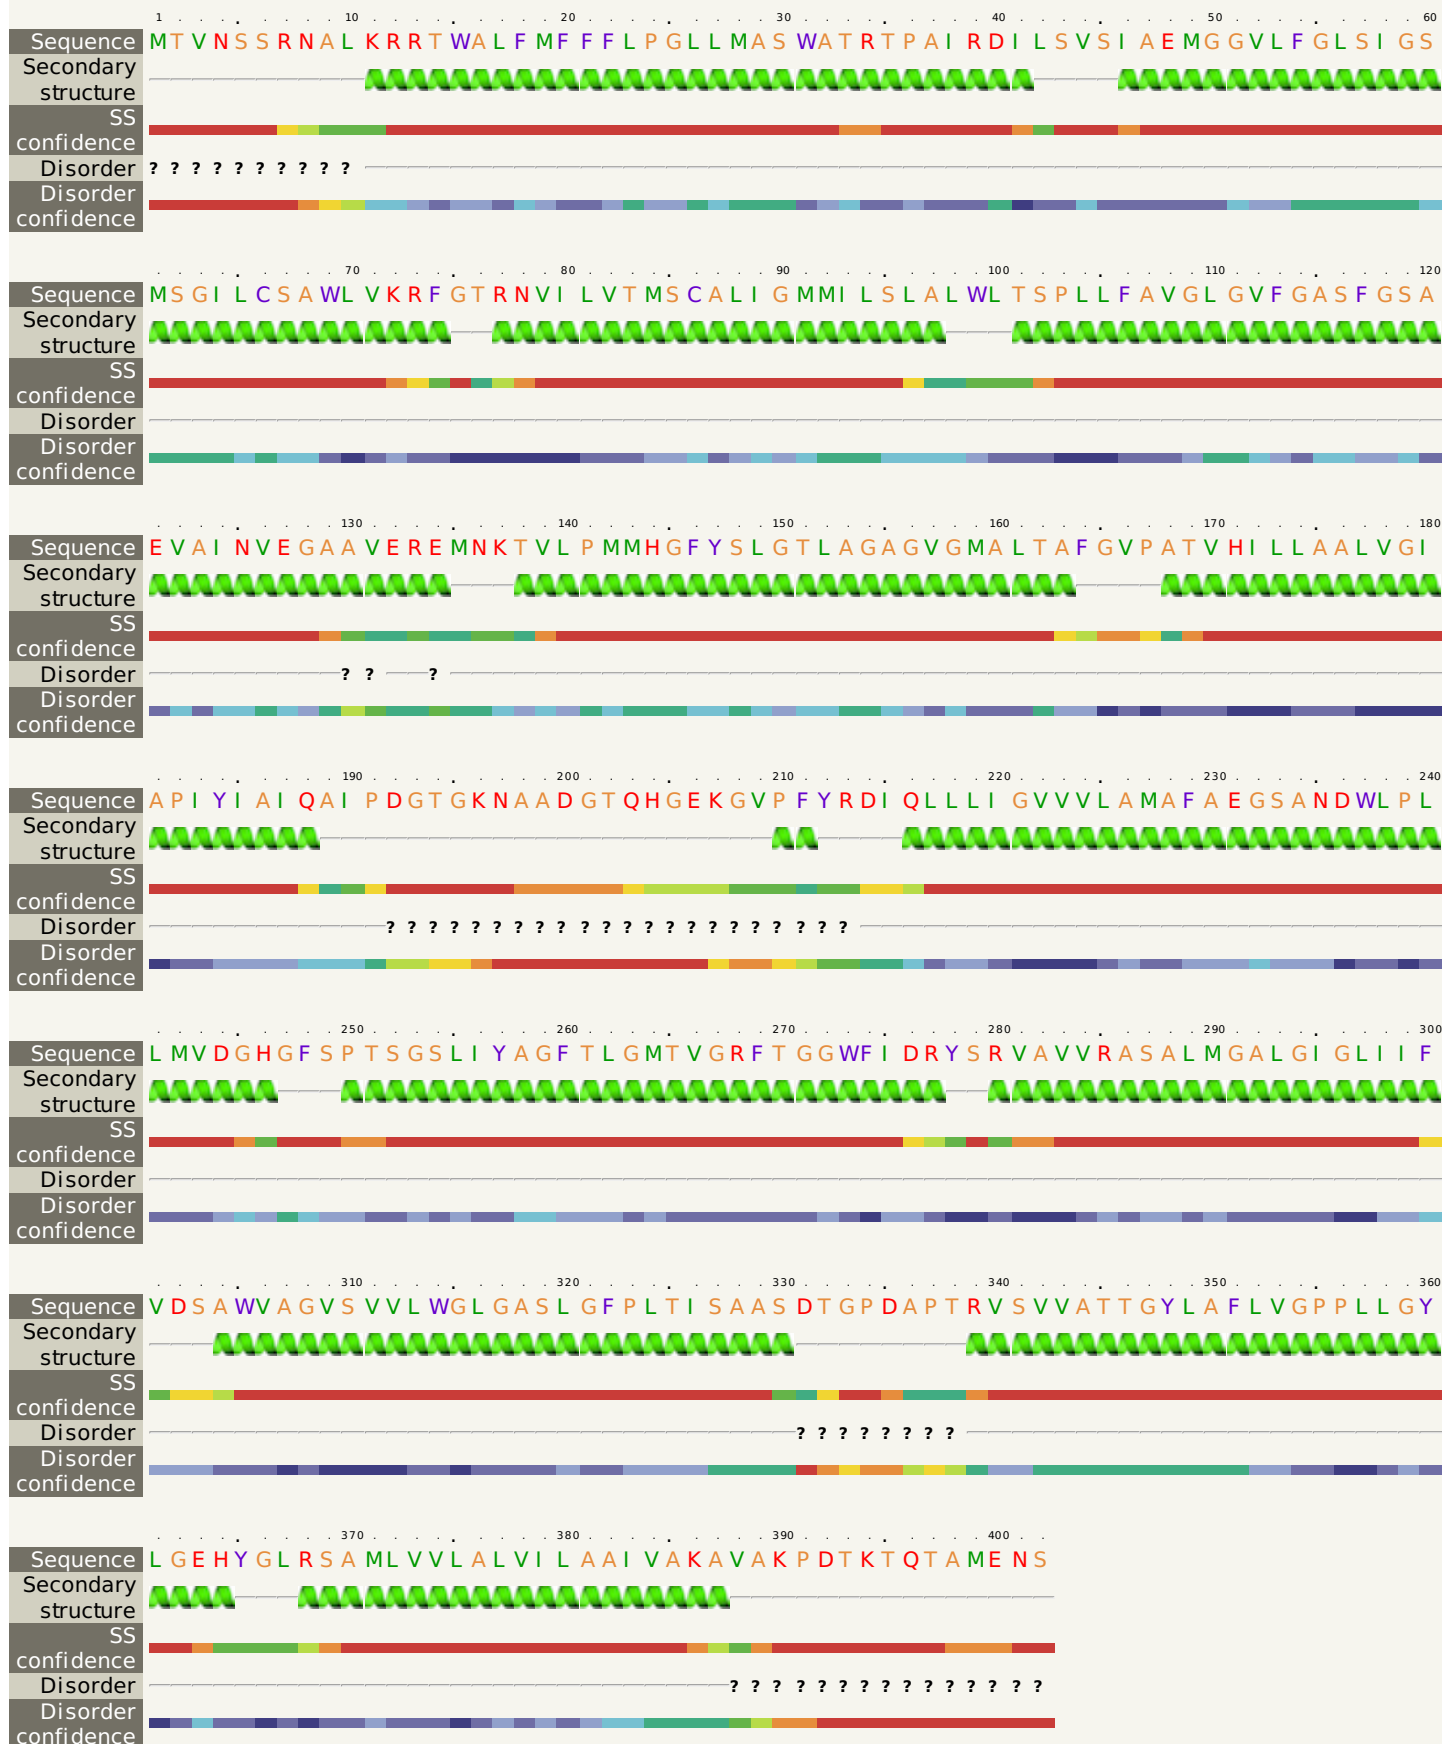 1 10 20 30 40 50 60
Sequence MTVNSSRNALKRRTWALFMFFFLPGLLMASWATRTPAIRDILSVSIAEMGGVLFGLSIGS
Secondary
structure
SS
confidence
Disorder ? ? ? ? ? ? ? ? ? ?
Disorder
confidence
70 80 90 100 110 120
Sequence MSGILCSAWLVKRFGTRNVILVTMSCALIGMMILSLALWLTSPLLFAVGLGVFGASFGSA
Secondary
structure
SS
confidence
Disorder
Disorder
confidence
130 140 150 160 170 180
Sequence EVAINVEGAAVEREMNKTVLPMMHGFYSLGTLAGAGVGMALTAFGVPATVHILLAALVGI
Secondary
structure
SS
confidence
Disorder ? ? ?
Disorder
confidence
190 200 210 220 230 240
Sequence APIYIAIQAIPDGTGKNAADGTQHGEKGVPFYRDIQLLLIGVVVLAMAFAEGSANDWLPL
Secondary
structure
SS
confidence
Disorder ? ? ? ? ? ? ? ? ? ? ? ? ? ? ? ? ? ? ? ? ? ?
Disorder
confidence
250 260 270 280 290 300
Sequence LMVDGHGFSPTSGSLIYAGFTLGMTVGRFTGGWFIDRYSRVAVVRASALMGALGIGLIIF
Secondary
structure
SS
confidence
Disorder
Disorder
confidence
310 320 330 340 350 360
Sequence VDSAWVAGVSVVLWGLGASLGFPLTISAASDTGPDAPTRVSVVATTGYLAFLVGPPLLGY
Secondary
structure
SS
confidence
Disorder ? ? ? ? ? ? ? ?
Disorder
confidence
370 380 390 400
Sequence LGEHYGLRSAMLVVLALVILAAIVAKAVAKPDTKTQTAMENS
Secondary
structure
SS
confidence
Disorder ? ? ? ? ? ? ? ? ? ? ? ? ? ? ?
Disorder
confidence